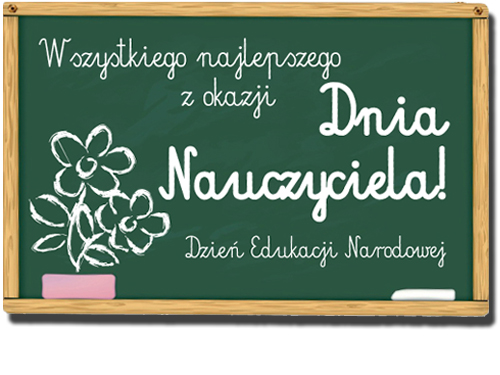 Wszystkiego najlepszego
z okazji
Dnia
Nauczyciela!
Dzień Edukacji Narodowej